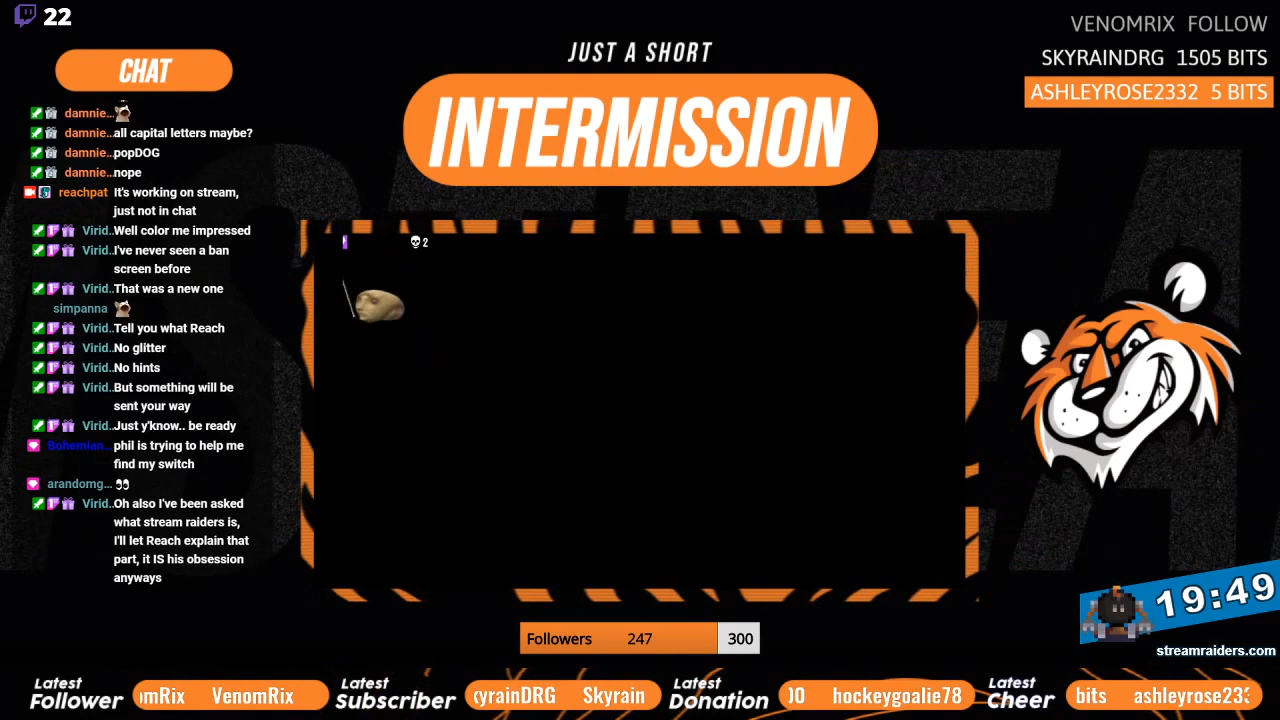 22
VENOMRIX FOLLOW
SKYRAINDRG 1505 BITS
ASHLEYROSE2332 5 BITS
JUST A SHORT
INTERMISSION
CHAT
damnie...
damnie...all capital letters maybe?
damnie...popDOG
damnie...nope
reachpat It's working on stream,
just not in chat
Virid..Well color me impressed
Virid..I've never seen a ban
screen before
Virid..That was a new one
simpanna
Virid..Tell you what Reach
Virid..No glitter
Virid..No hints
Virid..But something will be
sent your way
Virid..Just y'know.. be ready
Bohemian... phil is trying to help me
find my switch
arandomg...
Virid..Oh also I've been asked
what stream raiders is,
I'll let Reach explain that
part, it IS his obsession
anyways
2
19:49
streamraiders.com
Followers 247 300
Latest
Follower
omRix VenomRix
Latest
Subscriber
kyrainDRG Skyrain
Latest
Donation
hockeygoalie78
Latest
Cheer
bits ashleyrose23